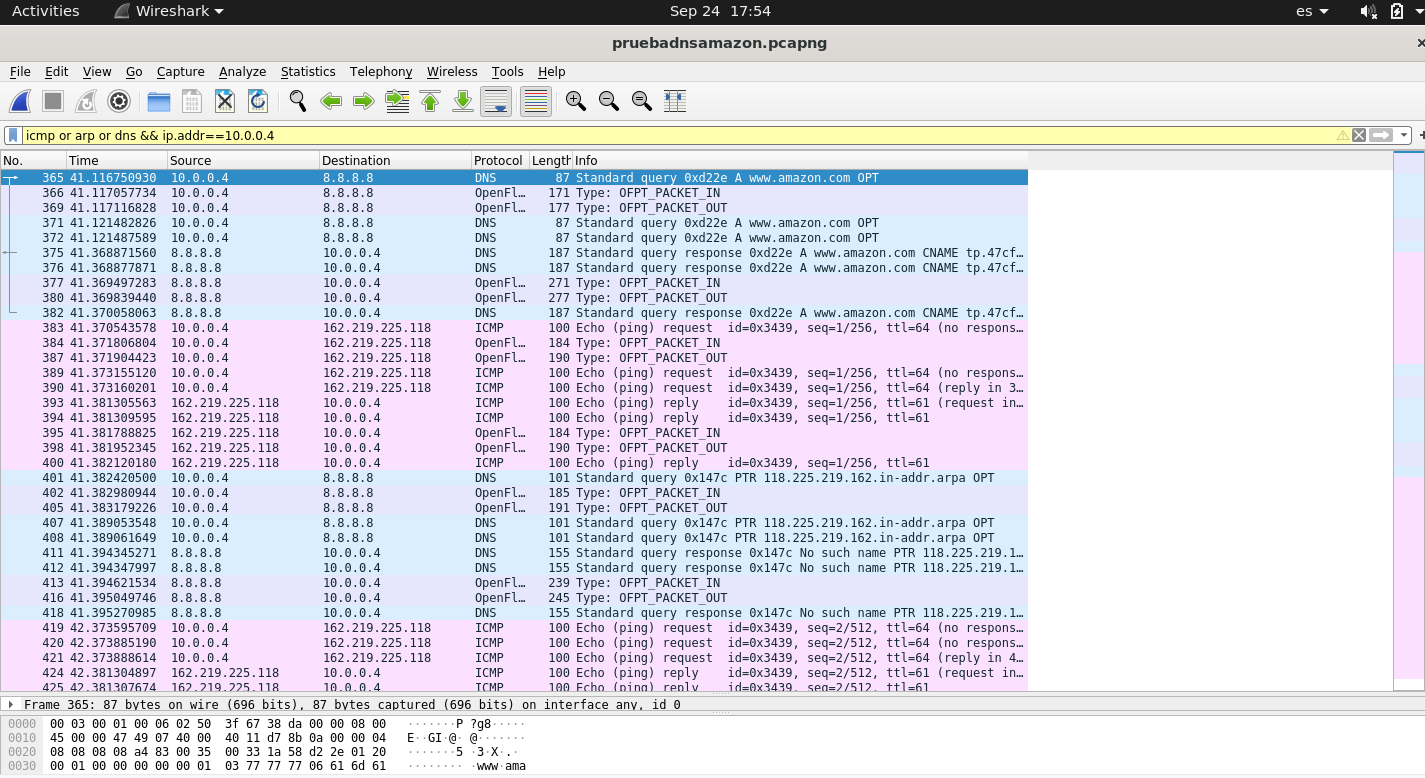 Activities Wireshark es Sep 24 17:54
pruebadnsamazon.pcapng
File Edit View Go Capture Analyze Statistics Telephony Wireless Tools Help
icmp or arp or dns && ip.addr==10.0.0.4
No. Time Source Destination Protocol Length Info
365 41.116750930 10.0.0.4 8.8.8.8 DNS 87 Standard query 0xd22e A www.amazon.com OPT
366 41.117057734 10.0.0.4 8.8.8.8 OpenFl… 171 Type: OFPT_PACKET_IN
369 41.117116828 10.0.0.4 8.8.8.8 OpenFl… 177 Type: OFPT_PACKET_OUT
371 41.121482826 10.0.0.4 8.8.8.8 DNS 87 Standard query 0xd22e A www.amazon.com OPT
372 41.121487589 10.0.0.4 8.8.8.8 DNS 87 Standard query 0xd22e A www.amazon.com OPT
375 41.368871560 8.8.8.8 10.0.0.4 DNS 187 Standard query response 0xd22e A www.amazon.com CNAME tp.47cf…
376 41.368877871 8.8.8.8 10.0.0.4 DNS 187 Standard query response 0xd22e A www.amazon.com CNAME tp.47cf…
377 41.369497283 8.8.8.8 10.0.0.4 OpenFl… 271 Type: OFPT_PACKET_IN
380 41.369839440 8.8.8.8 10.0.0.4 OpenFl… 277 Type: OFPT_PACKET_OUT
382 41.370058063 8.8.8.8 10.0.0.4 DNS 187 Standard query response 0xd22e A www.amazon.com CNAME tp.47cf…
383 41.370543578 10.0.0.4 162.219.225.118 ICMP 100 Echo (ping) request id=0x3439, seq=1/256, ttl=64 (no respons…
384 41.371806804 10.0.0.4 162.219.225.118 OpenFl… 184 Type: OFPT_PACKET_IN
387 41.371904423 10.0.0.4 162.219.225.118 OpenFl… 190 Type: OFPT_PACKET_OUT
389 41.373155120 10.0.0.4 162.219.225.118 ICMP 100 Echo (ping) request id=0x3439, seq=1/256, ttl=64 (no respons…
390 41.373160201 10.0.0.4 162.219.225.118 ICMP 100 Echo (ping) request id=0x3439, seq=1/256, ttl=64 (reply in 3…
393 41.381305563 162.219.225.118 10.0.0.4 ICMP 100 Echo (ping) reply id=0x3439, seq=1/256, ttl=61 (request in…
394 41.381309595 162.219.225.118 10.0.0.4 ICMP 100 Echo (ping) reply id=0x3439, seq=1/256, ttl=61
395 41.381788825 162.219.225.118 10.0.0.4 OpenFl… 184 Type: OFPT_PACKET_IN
398 41.381952345 162.219.225.118 10.0.0.4 OpenFl… 190 Type: OFPT_PACKET_OUT
400 41.382120180 162.219.225.118 10.0.0.4 ICMP 100 Echo (ping) reply id=0x3439, seq=1/256, ttl=61
401 41.382420500 10.0.0.4 8.8.8.8 DNS 101 Standard query 0x147c PTR 118.225.219.162.in-addr.arpa OPT
402 41.382980944 10.0.0.4 8.8.8.8 OpenFl… 185 Type: OFPT_PACKET_IN
405 41.383179226 10.0.0.4 8.8.8.8 OpenFl… 191 Type: OFPT_PACKET_OUT
407 41.389053548 10.0.0.4 8.8.8.8 DNS 101 Standard query 0x147c PTR 118.225.219.162.in-addr.arpa OPT
408 41.389061649 10.0.0.4 8.8.8.8 DNS 101 Standard query 0x147c PTR 118.225.219.162.in-addr.arpa OPT
411 41.394345271 8.8.8.8 10.0.0.4 DNS 155 Standard query response 0x147c No such name PTR 118.225.219.1…
412 41.394347997 8.8.8.8 10.0.0.4 DNS 155 Standard query response 0x147c No such name PTR 118.225.219.1…
413 41.394621534 8.8.8.8 10.0.0.4 OpenFl… 239 Type: OFPT_PACKET_IN
416 41.395049746 8.8.8.8 10.0.0.4 OpenFl… 245 Type: OFPT_PACKET_OUT
418 41.395270985 8.8.8.8 10.0.0.4 DNS 155 Standard query response 0x147c No such name PTR 118.225.219.1…
419 42.373595709 10.0.0.4 162.219.225.118 ICMP 100 Echo (ping) request id=0x3439, seq=2/512, ttl=64 (no respons…
420 42.373885190 10.0.0.4 162.219.225.118 ICMP 100 Echo (ping) request id=0x3439, seq=2/512, ttl=64 (no respons…
421 42.373888614 10.0.0.4 162.219.225.118 ICMP 100 Echo (ping) request id=0x3439, seq=2/512, ttl=64 (reply in 4…
424 42.381304897 162.219.225.118 10.0.0.4 ICMP 100 Echo (ping) reply id=0x3439, seq=2/512, ttl=61 (request in…
425 42.381307674 162.219.225.118 10.0.0.4 ICMP 100 Echo (ping) reply id=0x3439, seq=2/512, ttl=61
Frame 365: 87 bytes on wire (696 bits), 87 bytes captured (696 bits) on interface any, id 0
0000 00 03 00 01 00 06 02 50 3f 67 38 da 00 00 08 00 ·······P ?g8·····
0010 45 00 00 47 49 07 40 00 40 11 d7 8b 0a 00 00 04 E··GI·@· @·······
0020 08 08 08 08 a4 83 00 35 00 33 1a 58 d2 2e 01 20 ·······5 ·3·X·.·
0030 00 01 00 00 00 00 00 01 03 77 77 77 06 61 6d 61 ········ ·www·ama